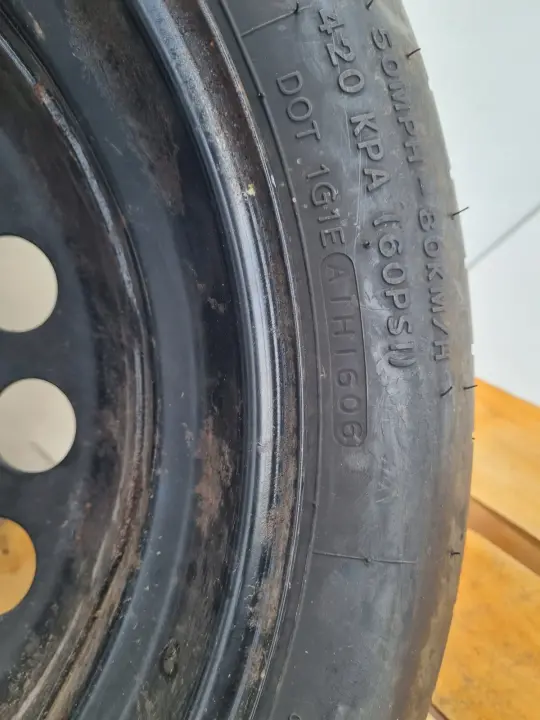 50MPH-80KM/H
420 KPA (60PSI)
DOT 1G1E ATH1606